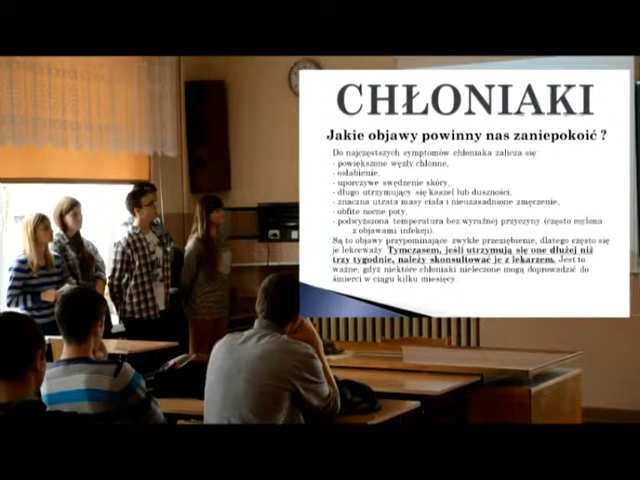 CHŁONIAKI
Jakie objawy powinny nas zaniepokoić ?
Do najczęstszych symptomów chłoniaka zalicza się
- powiększone węzły chłonne,
- osłabienie,
- uporczywe swędzenie skóry,
- długo utrzymujący się kaszel lub duszności,
- znaczna utrata masy ciała i nieuzasadnione zmęczenie,
- obfite nocne poty,
- podwyższona temperatura bez wyraźnej przyczyny (często mylona
z objawami infekcji).
Są to objawy przypominające zwykłe przeziębienie, dlatego często się
je lekceważy. Tymczasem, jeśli utrzymują się one dłużej niż
trzy tygodnie, należy skonsultować je z lekarzem. Jest to
ważne, gdyż niektóre chłoniaki nieleczone mogą doprowadzić do
śmierci w ciągu kilku miesięcy.